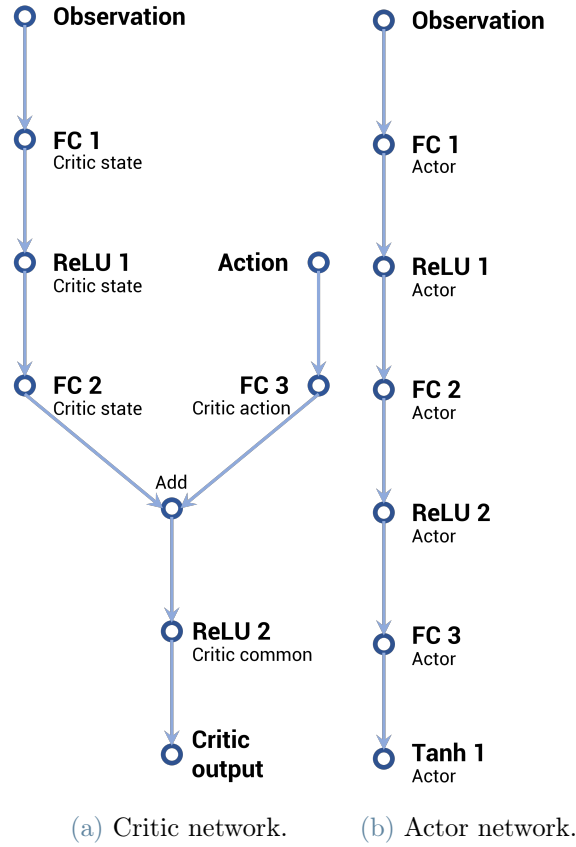 Observation
FC 1
Critic state
ReLU 1
Critic state
Action
FC 2
Critic state
FC 3
Critic action
Add
ReLU 2
Critic common
Critic
output
(a) Critic network.
Observation
FC 1
Actor
ReLU 1
Actor
FC 2
Actor
ReLU 2
Actor
FC 3
Actor
Tanh 1
Actor
(b) Actor network.